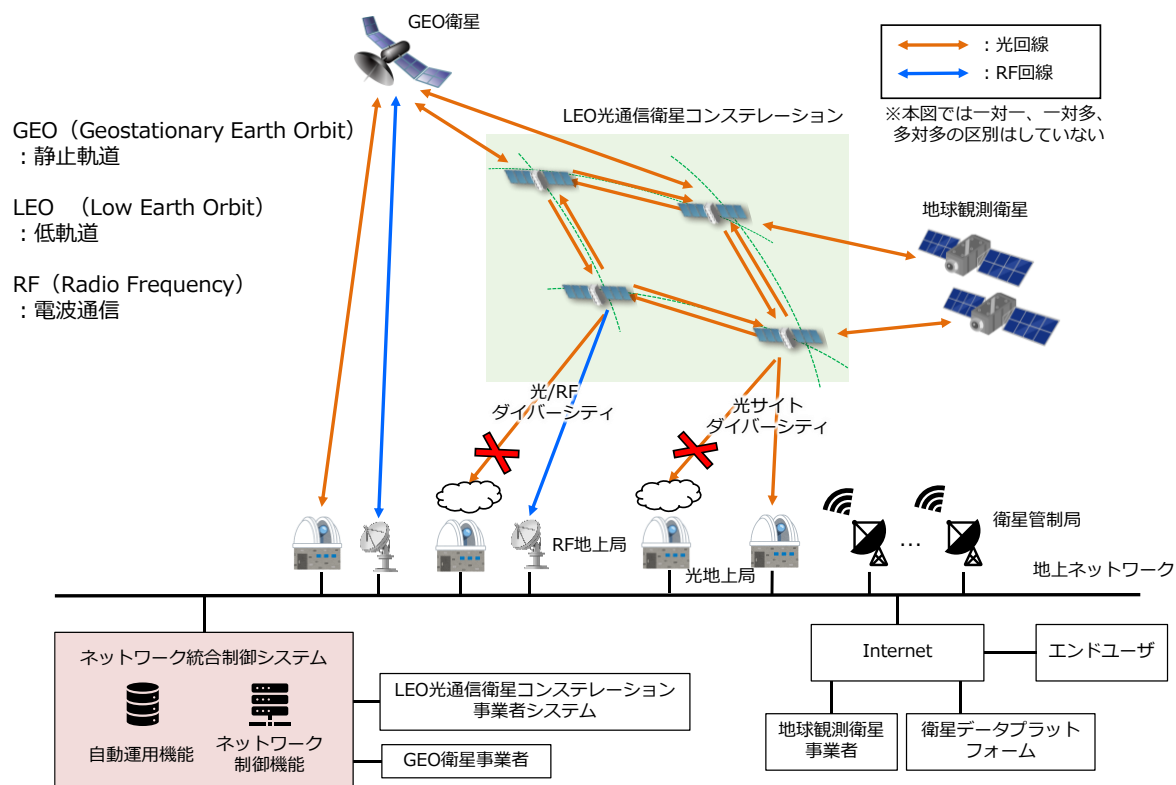 GEO衛星
:光回線
:RF回線
※本図では一対一、一対多、
多対多の区別はしていない
GEO(Geostationary Earth Orbit)
:静止軌道
LEO (Low Earth Orbit)
:低軌道
RF(Radio Frequency)
:電波通信
LEO光通信衛星コンステレーション
地球観測衛星
光/RF
ダイバーシティ
光サイト
ダイバーシティ
RF地上局
光地上局
…
衛星管制局
地上ネットワーク
ネットワーク統合制御システム
自動運用機能
ネットワーク
制御機能
LEO光通信衛星コンステレーション
事業者システム
GEO衛星事業者
Internet
エンドユーザ
地球観測衛星
事業者
衛星データプラット
フォーム